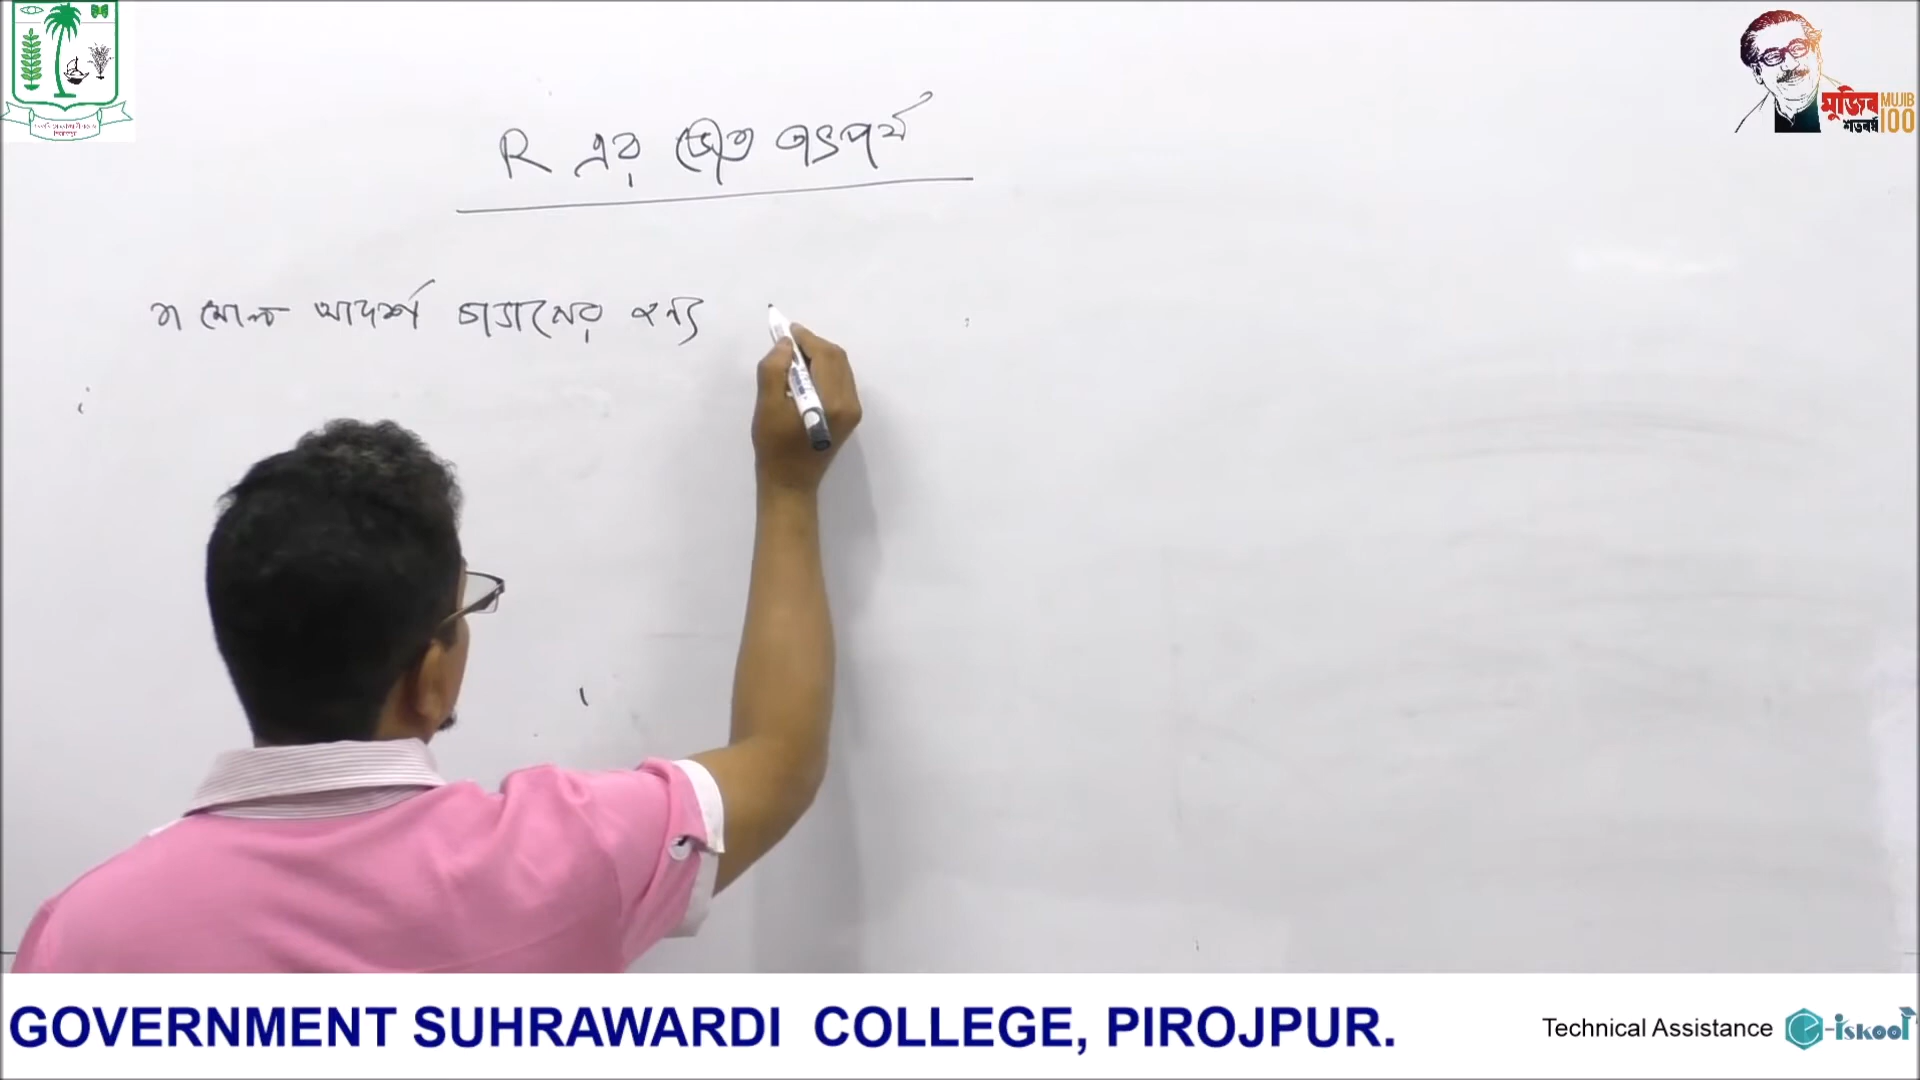 R এর ভৌত তাৎপর্য
n মোল আদর্শ গ্যাসের জন্য
মুজিব MUJIB
শতবর্ষ 100
GOVERNMENT SUHRAWARDI COLLEGE, PIROJPUR.
Technical Assistance e-iskool